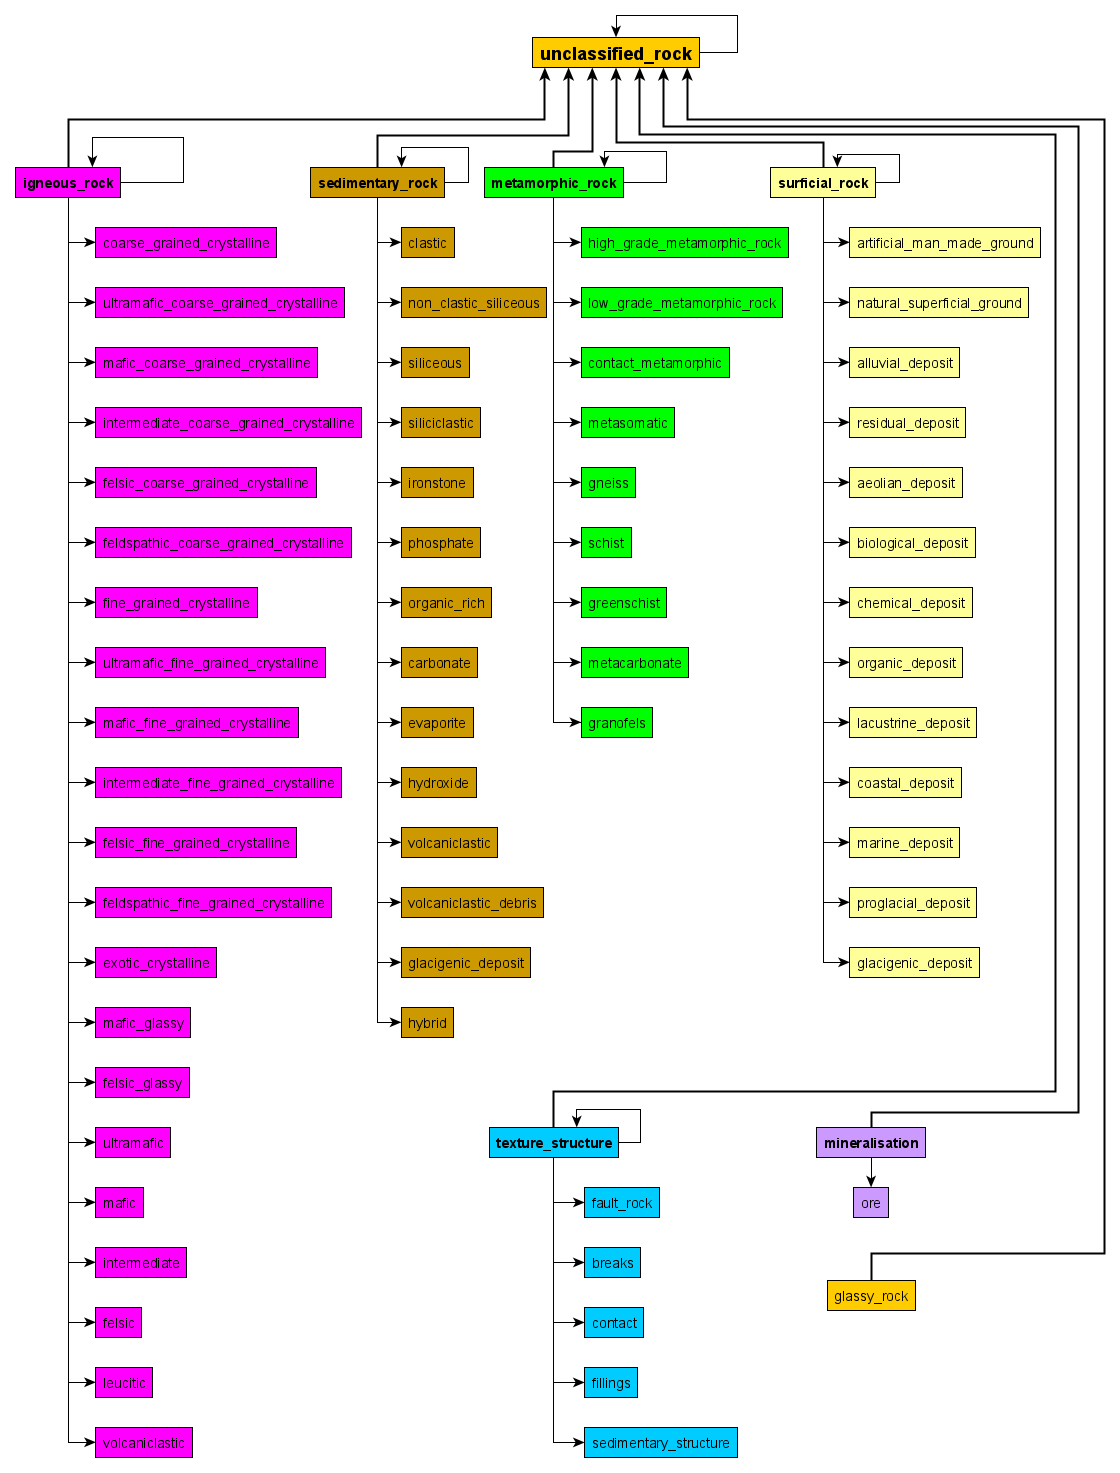 unclassified_rock
igneous_rock
coarse_grained_crystalline
ultramafic_coarse_grained_crystalline
mafic_coarse_grained_crystalline
intermediate_coarse_grained_crystalline
felsic_coarse_grained_crystalline
feldspathic_coarse_grained_crystalline
fine_grained_crystalline
ultramafic_fine_grained_crystalline
mafic_fine_grained_crystalline
intermediate_fine_grained_crystalline
felsic_fine_grained_crystalline
feldspathic_fine_grained_crystalline
exotic_crystalline
mafic_glassy
felsic_glassy
ultramafic
mafic
intermediate
felsic
leucitic
volcaniclastic
sedimentary_rock
clastic
non_clastic_siliceous
siliceous
siliciclastic
ironstone
phosphate
organic_rich
carbonate
evaporite
hydroxide
volcaniclastic
volcaniclastic_debris
glacigenic_deposit
hybrid
metamorphic_rock
high_grade_metamorphic_rock
low_grade_metamorphic_rock
contact_metamorphic
metasomatic
gneiss
schist
greenschist
metacarbonate
granofels
surficial_rock
artificial_man_made_ground
natural_superficial_ground
alluvial_deposit
residual_deposit
aeolian_deposit
biological_deposit
chemical_deposit
organic_deposit
lacustrine_deposit
coastal_deposit
marine_deposit
proglacial_deposit
glacigenic_deposit
texture_structure
fault_rock
breaks
contact
fillings
sedimentary_structure
mineralisation
ore
glassy_rock